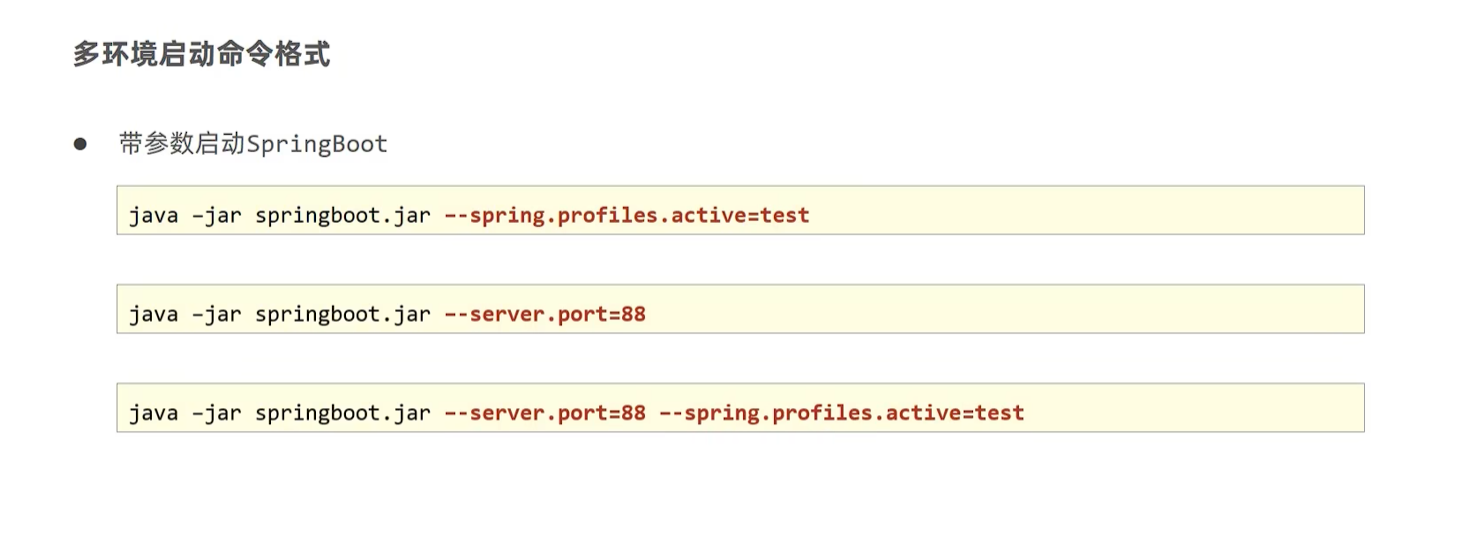 多环境启动命令格式
● 带参数启动SpringBoot
java –jar springboot.jar --spring.profiles.active=test
java –jar springboot.jar --server.port=88
java –jar springboot.jar --server.port=88 --spring.profiles.active=test